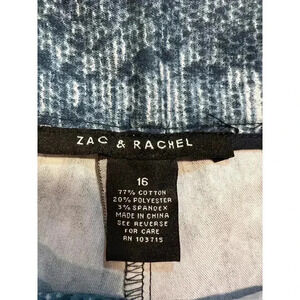 ZAC & RACHEL
16
77% COTTON
20% POLYESTER
3% SPANDEX
MADE IN CHINA
SEE REVERSE
FOR CARE
RN 103715